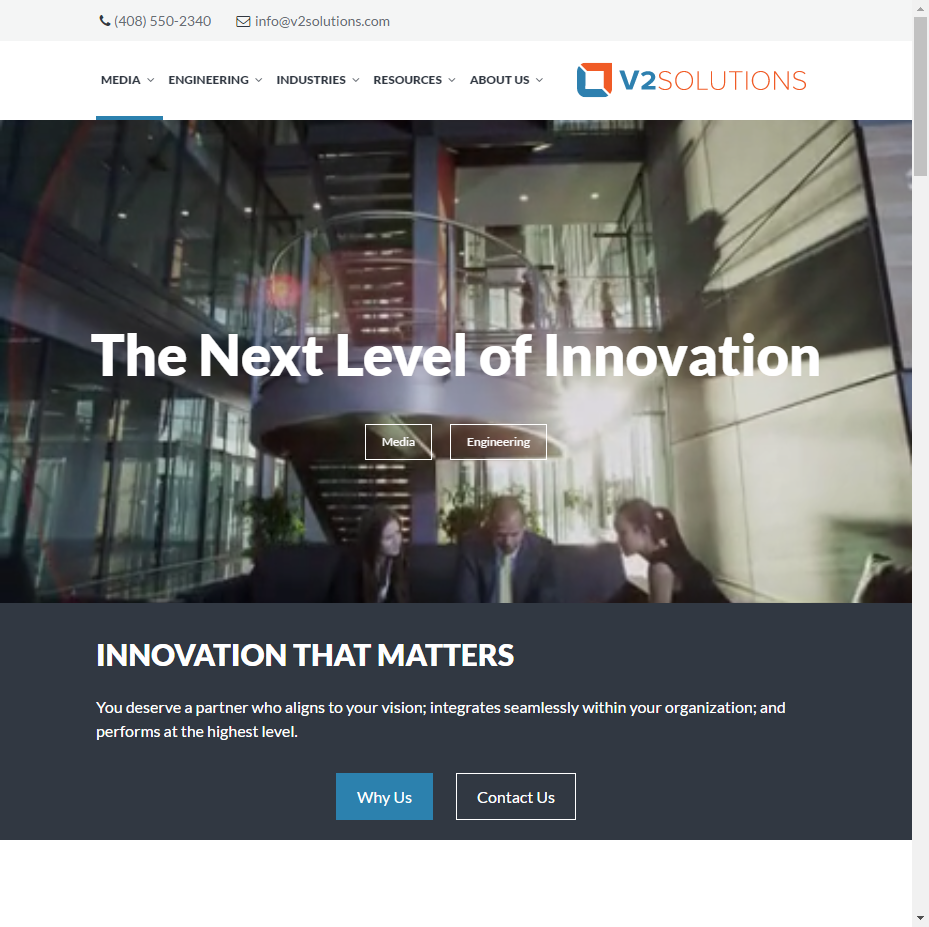 (408) 550-2340 info@v2solutions.com
MEDIA ENGINEERING INDUSTRIES RESOURCES ABOUT US V2SOLUTIONS
The Next Level of Innovation
Media Engineering
INNOVATION THAT MATTERS
You deserve a partner who aligns to your vision; integrates seamlessly within your organization; and
performs at the highest level.
Why Us Contact Us